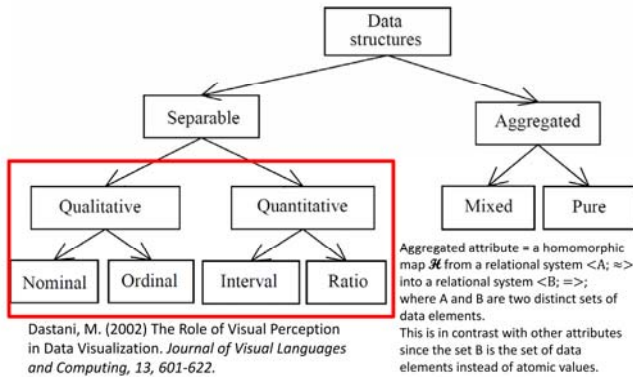 Data
structures
Separable
Aggregated
Qualitative
Quantitative
Mixed
Pure
Nominal
Ordinal
Interval
Ratio
Aggregated attribute = a homomorphic
map 𝓗 from a relational system <A; ≈>
into a relational system <B; =>;
where A and B are two distinct sets of
data elements.
This is in contrast with other attributes
since the set B is the set of data
elements instead of atomic values.
Dastani, M. (2002) The Role of Visual Perception
in Data Visualization. Journal of Visual Languages
and Computing, 13, 601-622.